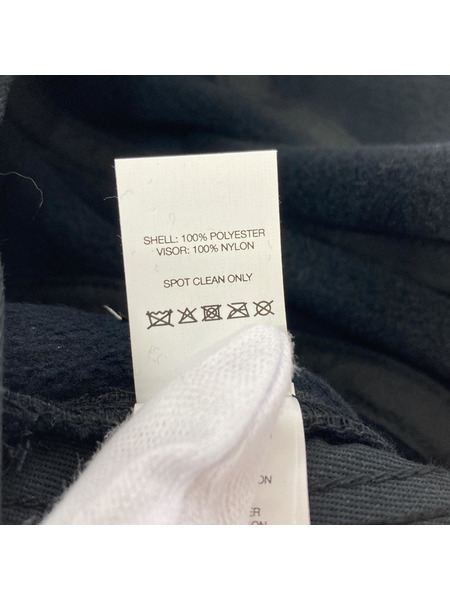 SHELL: 100% POLYESTER
VISOR: 100% NYLON
SPOT CLEAN ONLY